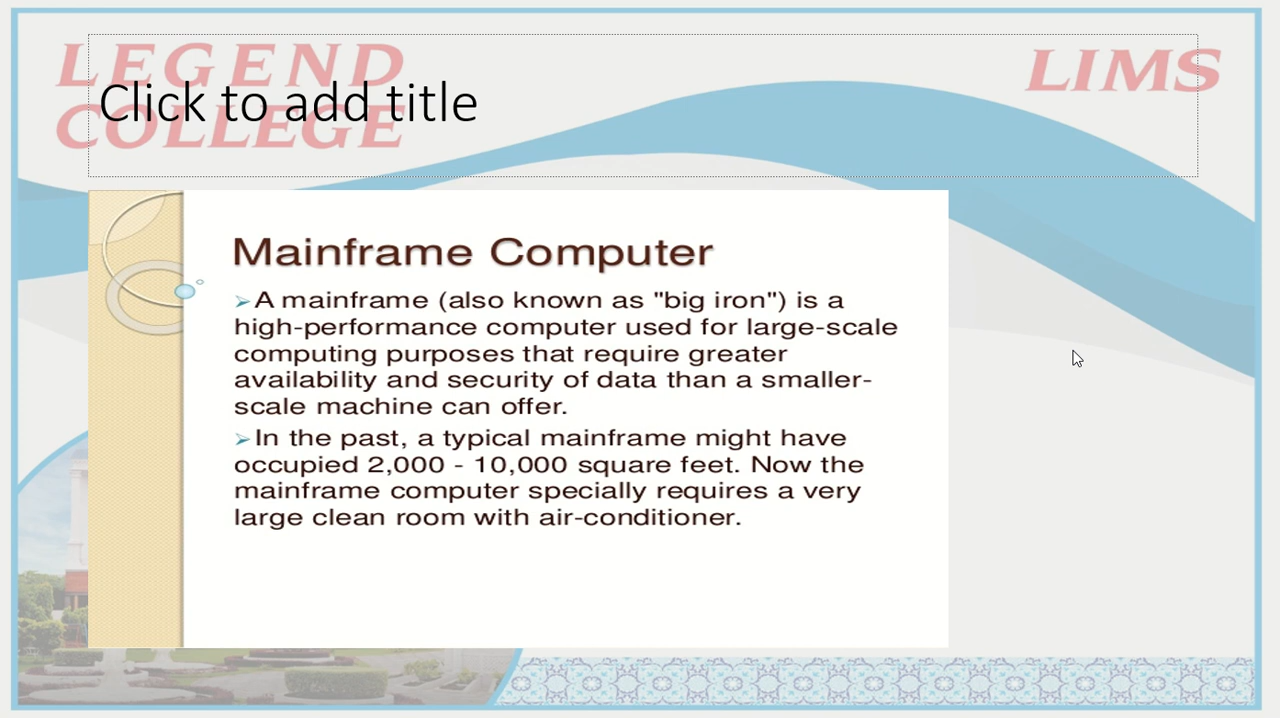 LEGEND
COLLEGE
LIMS
Click to add title
Mainframe Computer
➢A mainframe (also known as "big iron") is a
high-performance computer used for large-scale
computing purposes that require greater
availability and security of data than a smaller-
scale machine can offer.
➢In the past, a typical mainframe might have
occupied 2,000 - 10,000 square feet. Now the
mainframe computer specially requires a very
large clean room with air-conditioner.